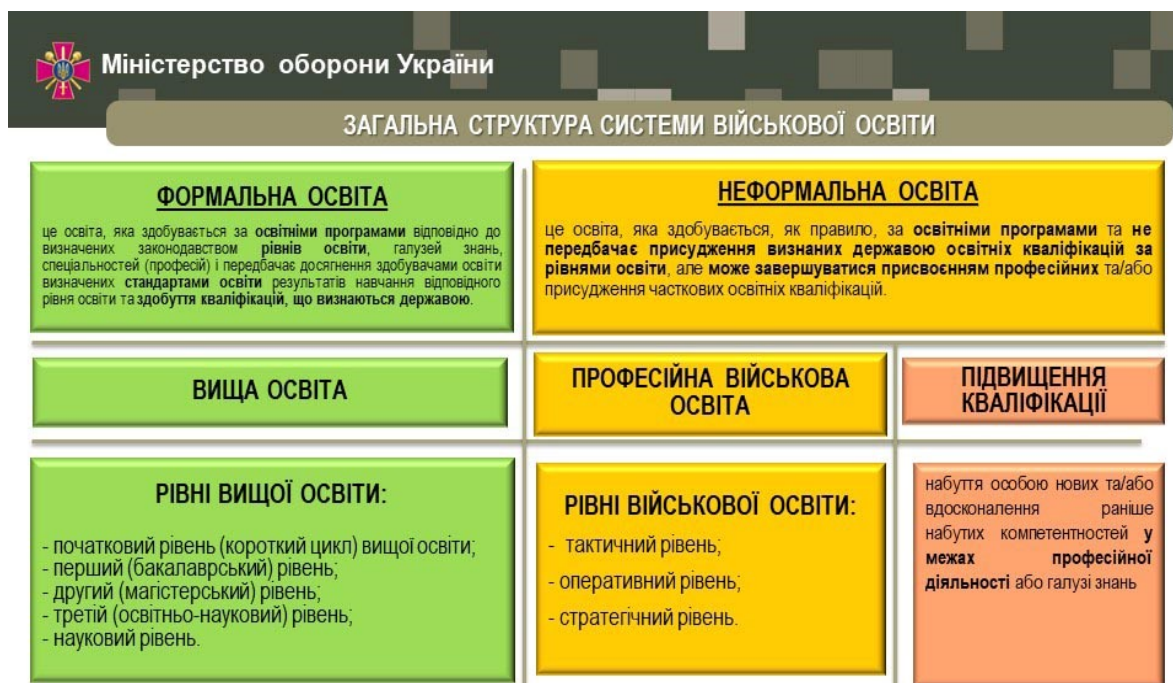 Міністерство оборони України
ЗАГАЛЬНА СТРУКТУРА СИСТЕМИ ВІЙСЬКОВОЇ ОСВІТИ
ФОРМАЛЬНА ОСВІТА
це освіта, яка здобувається за освітніми програмами відповідно до
визначених законодавством рівнів освіти, галузей знань,
спеціальностей (професій) і передбачає досягнення здобувачами освіти
визначених стандартами освіти результатів навчання відповідного
рівня освіти та здобуття кваліфікацій, що визнаються державою.
НЕФОРМАЛЬНА ОСВІТА
це освіта, яка здобувається, як правило, за освітніми програмами та не
передбачає присудження визнаних державою освітніх кваліфікацій за
рівнями освіти, але може завершуватися присвоєнням професійних та/або
присудження часткових освітніх кваліфікацій.
ВИЩА ОСВІТА
ПРОФЕСІЙНА ВІЙСЬКОВА
ОСВІТА
ПІДВИЩЕННЯ
КВАЛІФІКАЦІЇ
РІВНІ ВИЩОЇ ОСВІТИ:
- початковий рівень (короткий цикл) вищої освіти;
- перший (бакалаврський) рівень;
- другий (магістерський) рівень;
- третій (освітньо-науковий) рівень;
- науковий рівень.
РІВНІ ВІЙСЬКОВОЇ ОСВІТИ:
- тактичний рівень;
- оперативний рівень;
- стратегічний рівень.
набуття особою нових та/або
вдосконалення раніше
набутих компетентностей у
межах професійної
діяльності або галузі знань